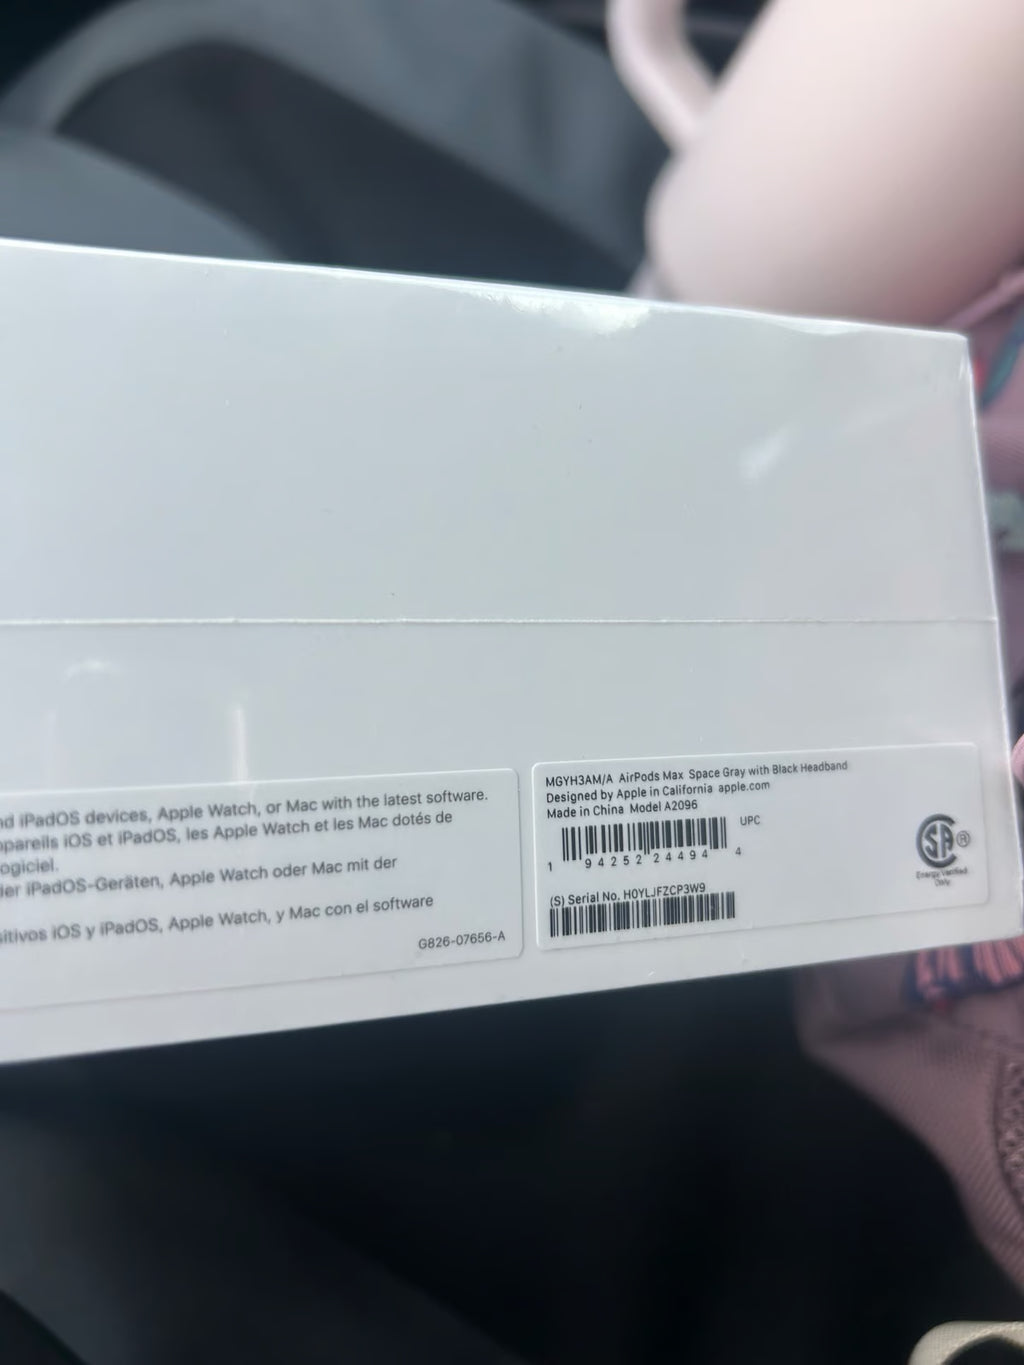 nd iPadOS devices, Apple Watch, or Mac with the latest software.
ppareils iOS et iPadOS, les Apple Watch et les Mac dotés de
ogiciel.
der iPadOS-Geräten, Apple Watch oder Mac mit der
sitivos iOS y iPadOS, Apple Watch, y Mac con el software
G826-07656-A
MGYH3AM/A AirPods Max Space Gray with Black Headband
Designed by Apple in California apple.com
Made in China Model A2096
UPC
1 94252 24494 4
(S) Serial No. H0YLJFZCP3W9
SA®
Energy Verified
Only